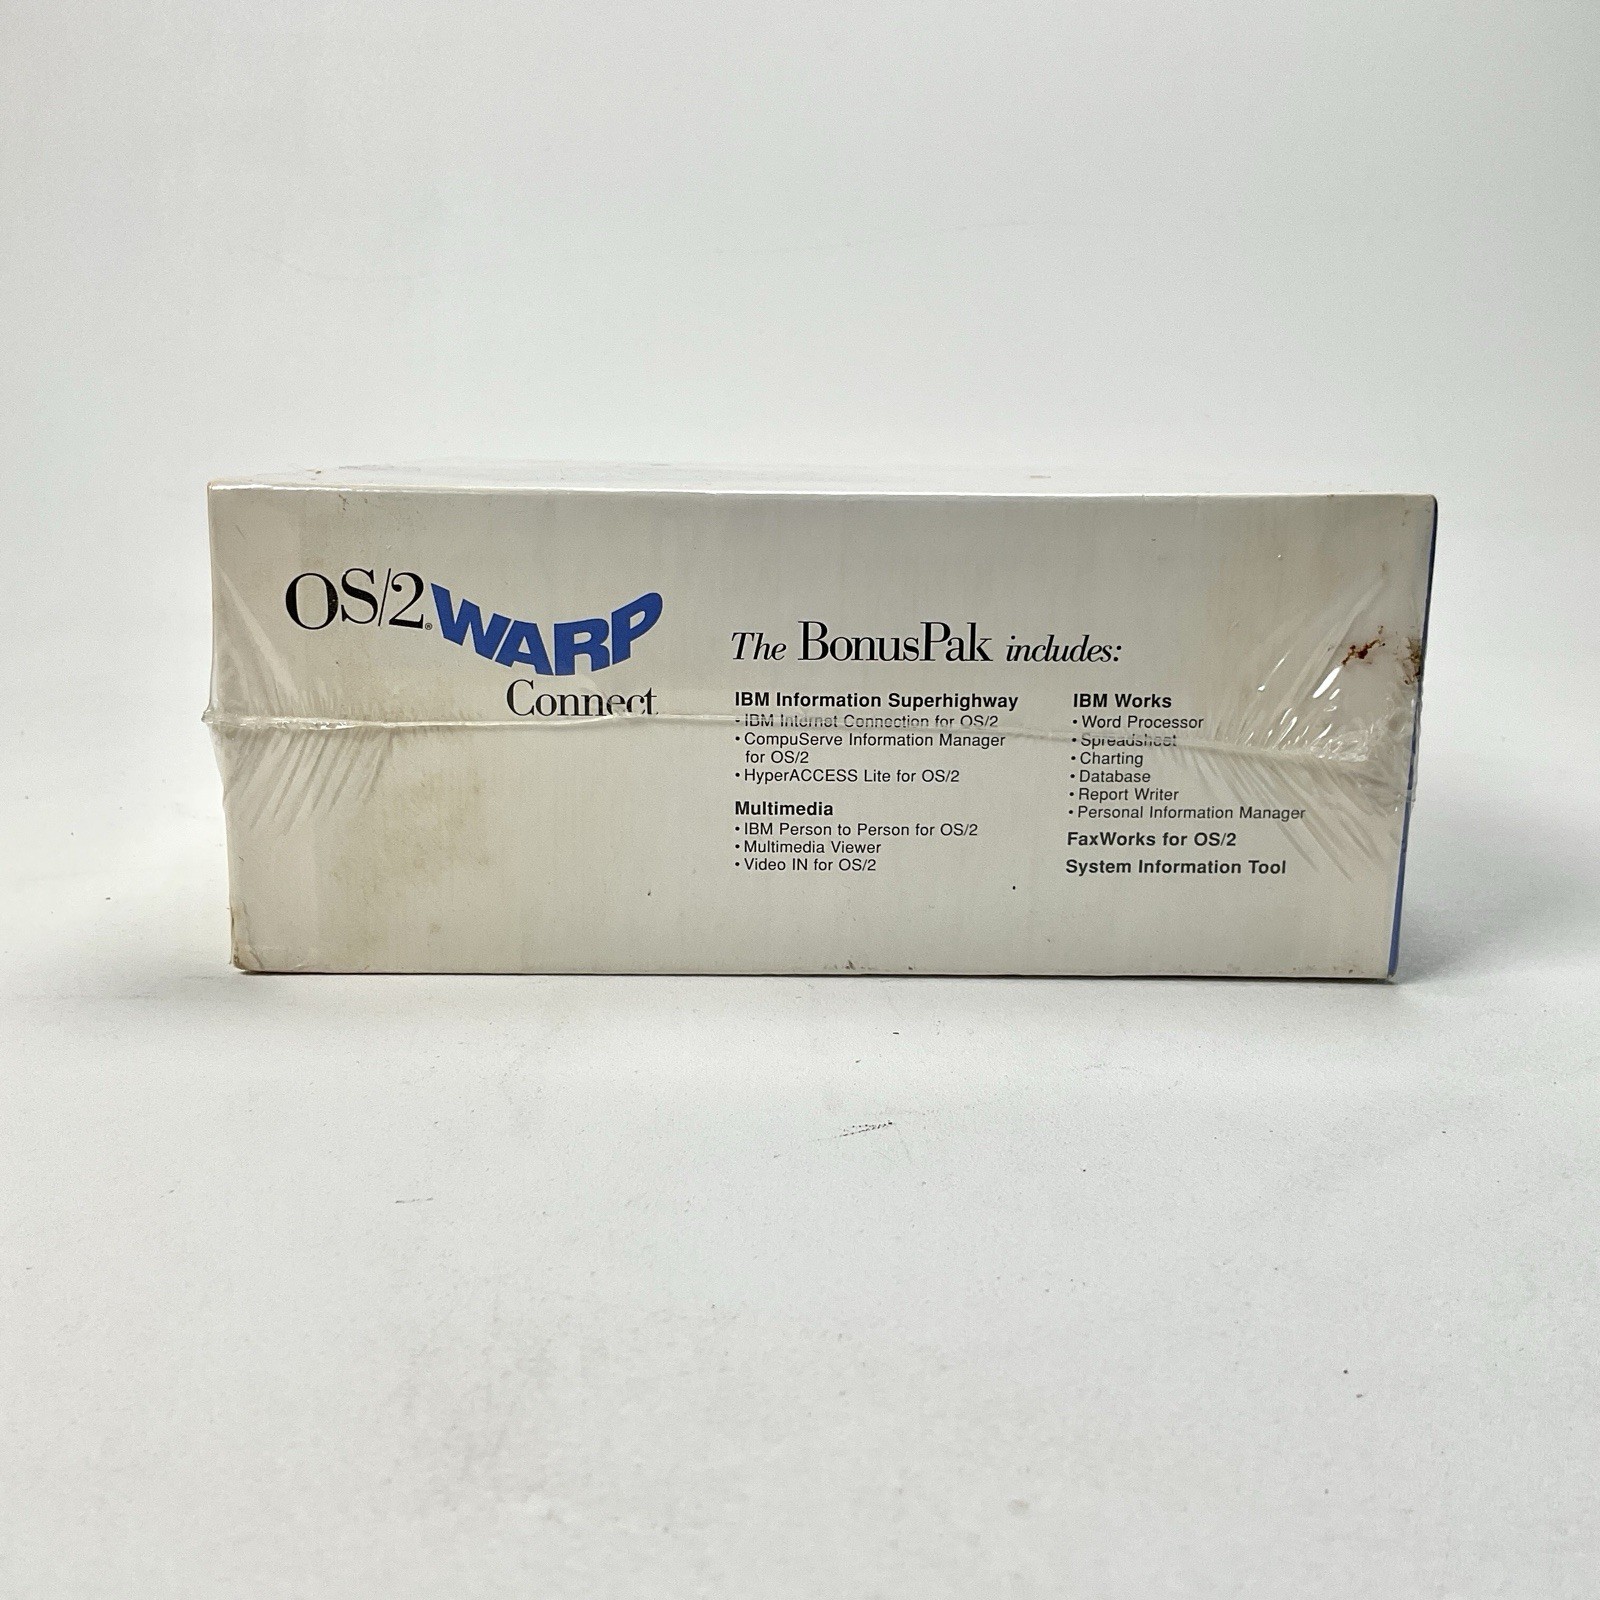 OS/2® WARP
Connect
The BonusPak includes:
IBM Information Superhighway
• IBM Internet Connection for OS/2
• CompuServe Information Manager
for OS/2
• HyperACCESS Lite for OS/2
Multimedia
• IBM Person to Person for OS/2
• Multimedia Viewer
• Video IN for OS/2
IBM Works
• Word Processor
• Spreadsheet
• Charting
• Database
• Report Writer
• Personal Information Manager
FaxWorks for OS/2
System Information Tool